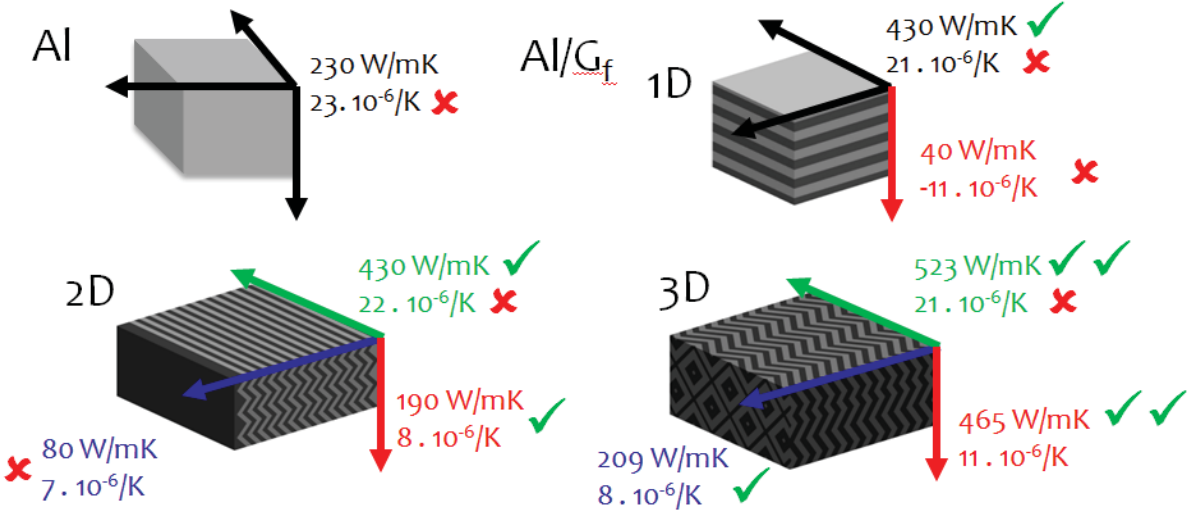 Al
230 W/mK
23.10⁻⁶/K ✘
Al/Gf
1D
430 W/mK ✓
21.10⁻⁶/K ✘
40 W/mK
-11.10⁻⁶/K
✘
2D
430 W/mK ✓
22.10⁻⁶/K ✘
190 W/mK
8.10⁻⁶/K
✓
✘ 80 W/mK
7.10⁻⁶/K
3D
523 W/mK ✓ ✓
21.10⁻⁶/K ✘
465 W/mK ✓ ✓
11.10⁻⁶/K
209 W/mK
8.10⁻⁶/K ✓